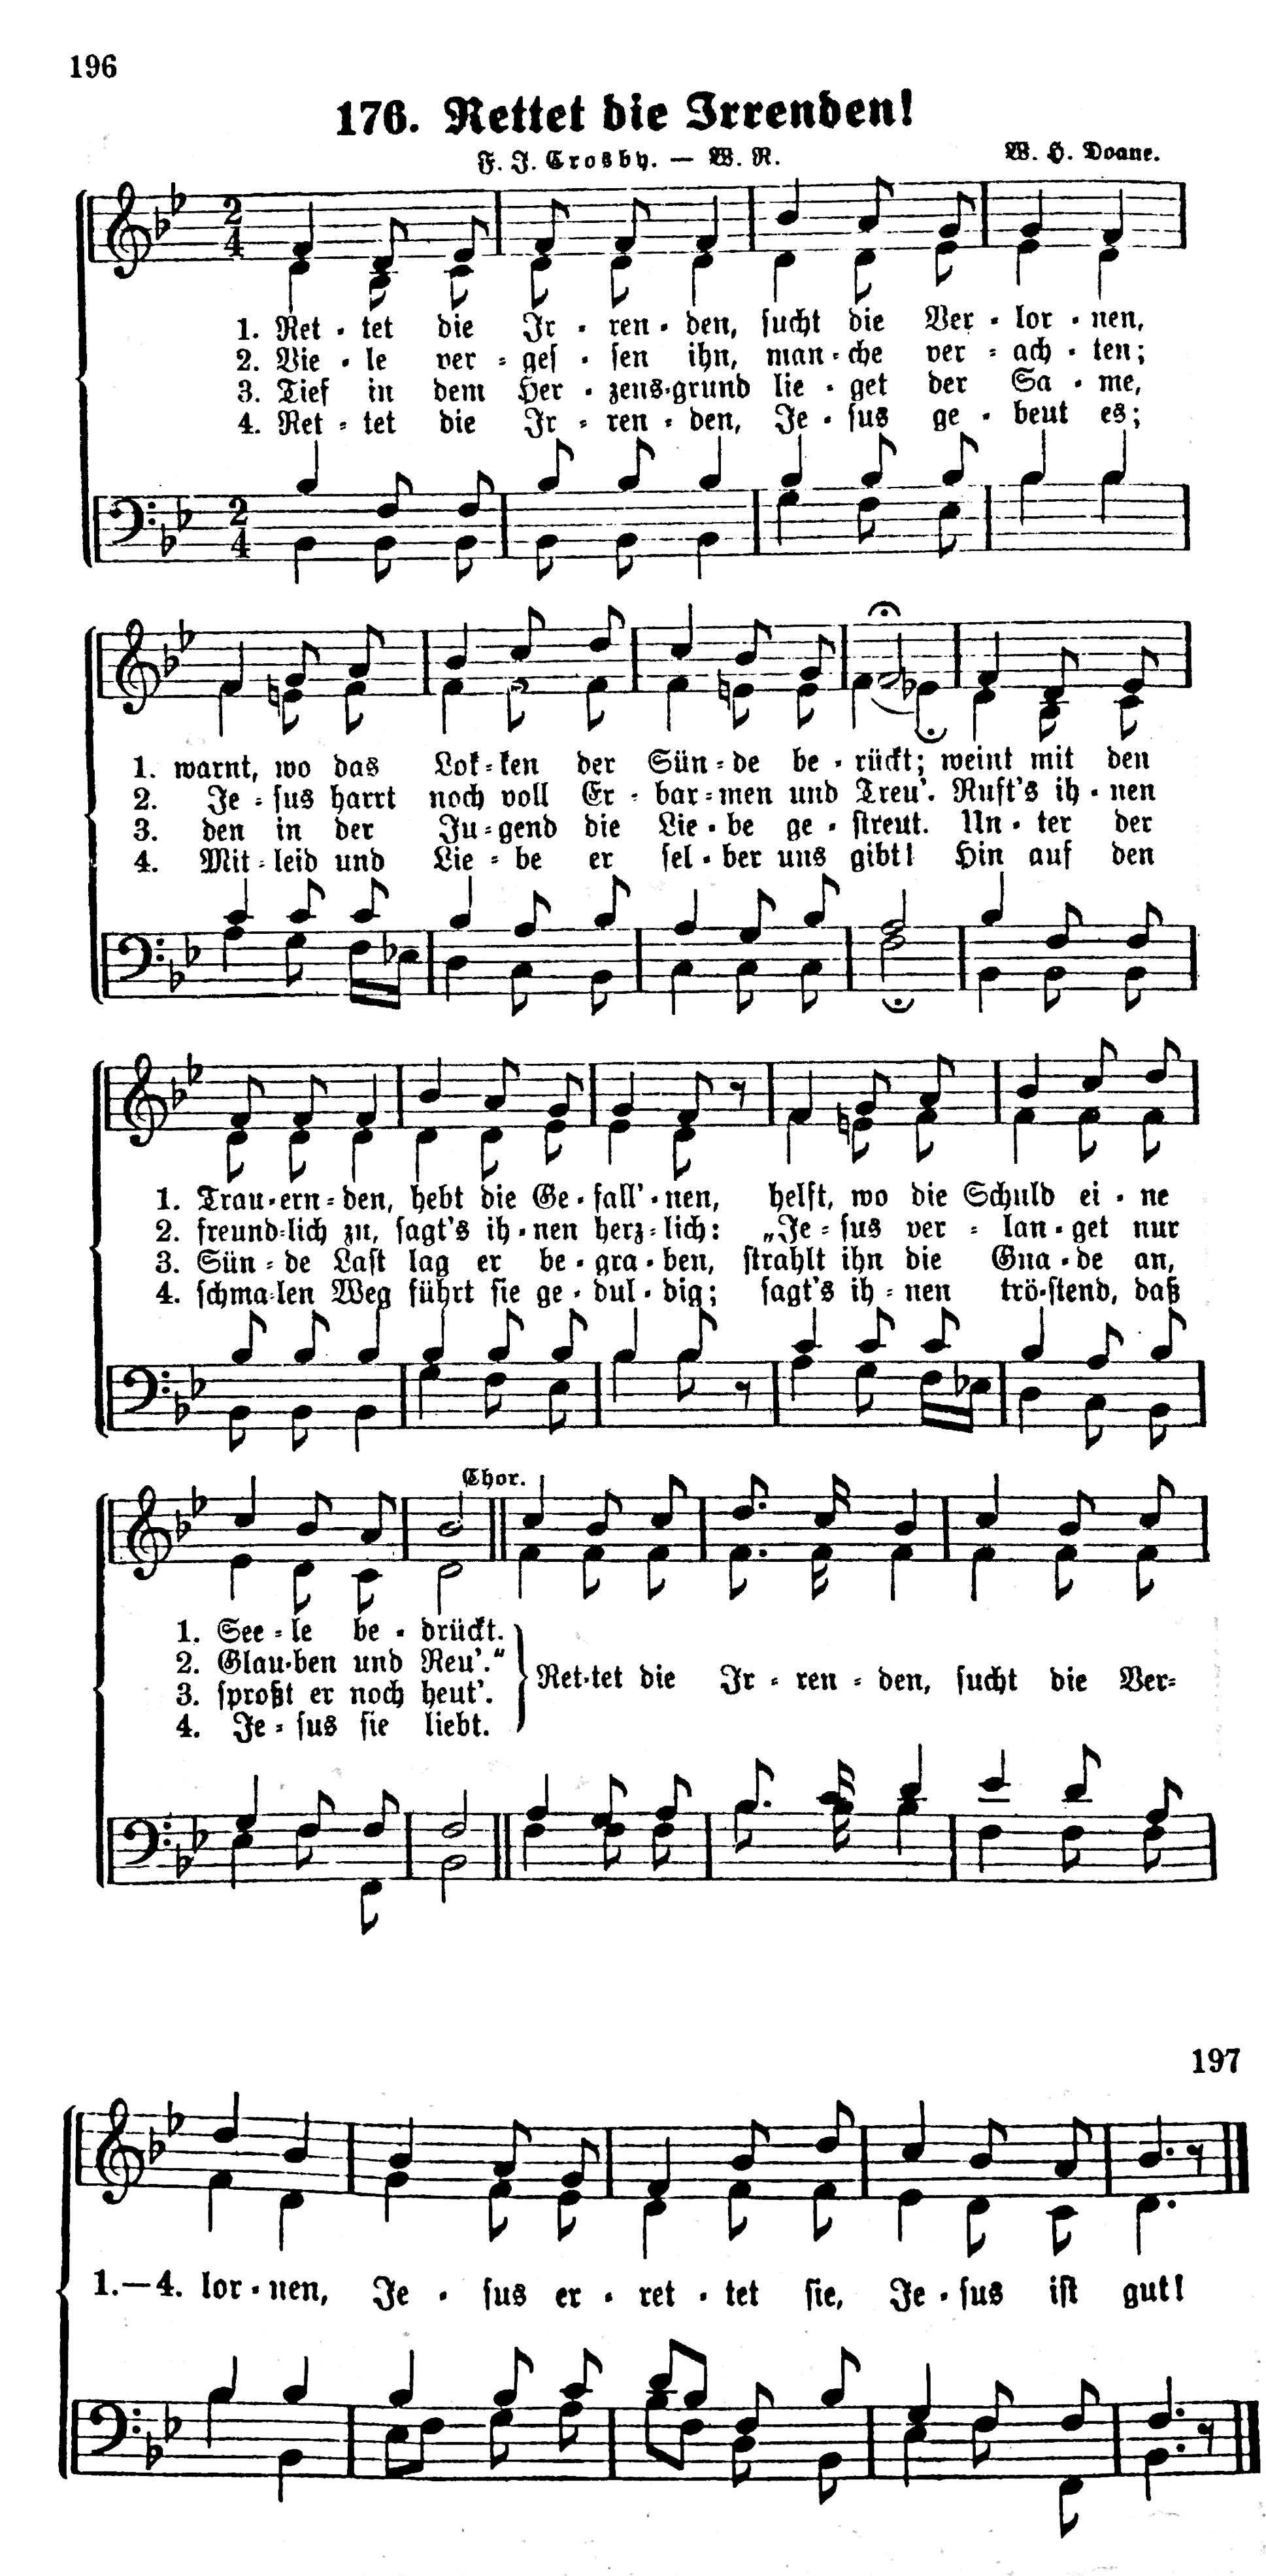 196
176. Rettet die Irrenden!
F. J. Crosby. — W. R.
W. H. Doane.
1. Ret - tet die Ir - ren - den, sucht die Ver - lor - nen,
2. Vie - le ver - ges - sen ihn, man - che ver - ach - ten;
3. Tief in dem Her - zens - grund lie - get der Sa - me,
4. Ret - tet die Ir - ren - den, Je - sus ge - beut es;
1. warnt, wo das Lok - ken der Sün - de be - rückt; weint mit den
2. Je - sus harrt noch voll Er - bar - men und Treu'. Ruft's ih - nen
3. den in der Ju - gend die Lie - be ge - streut. Un - ter der
4. Mit - leid und Lie - be er sel - ber uns gibt! Hin auf den
1. Trau - ern - den, hebt die Ge - fall' - nen, helft, wo die Schuld ei - ne
2. freund - lich zu, sagt's ih - nen herz - lich: „Je - sus ver - lan - get nur
3. Sün - de Last lag er be - gra - ben, strahlt ihn die Gna - de an,
4. schma - len Weg führt sie ge - dul - dig; sagt's ih - nen trö - stend, daß
Chor.
1. See - le be - drückt.
2. Glau - ben und Reu'."
3. sproßt er noch heut'.
4. Je - sus sie liebt.
Ret - tet die Ir - ren - den, sucht die Ver-
197
1.—4. lor - nen, Je - sus er - ret - tet sie, Je - sus ist gut!